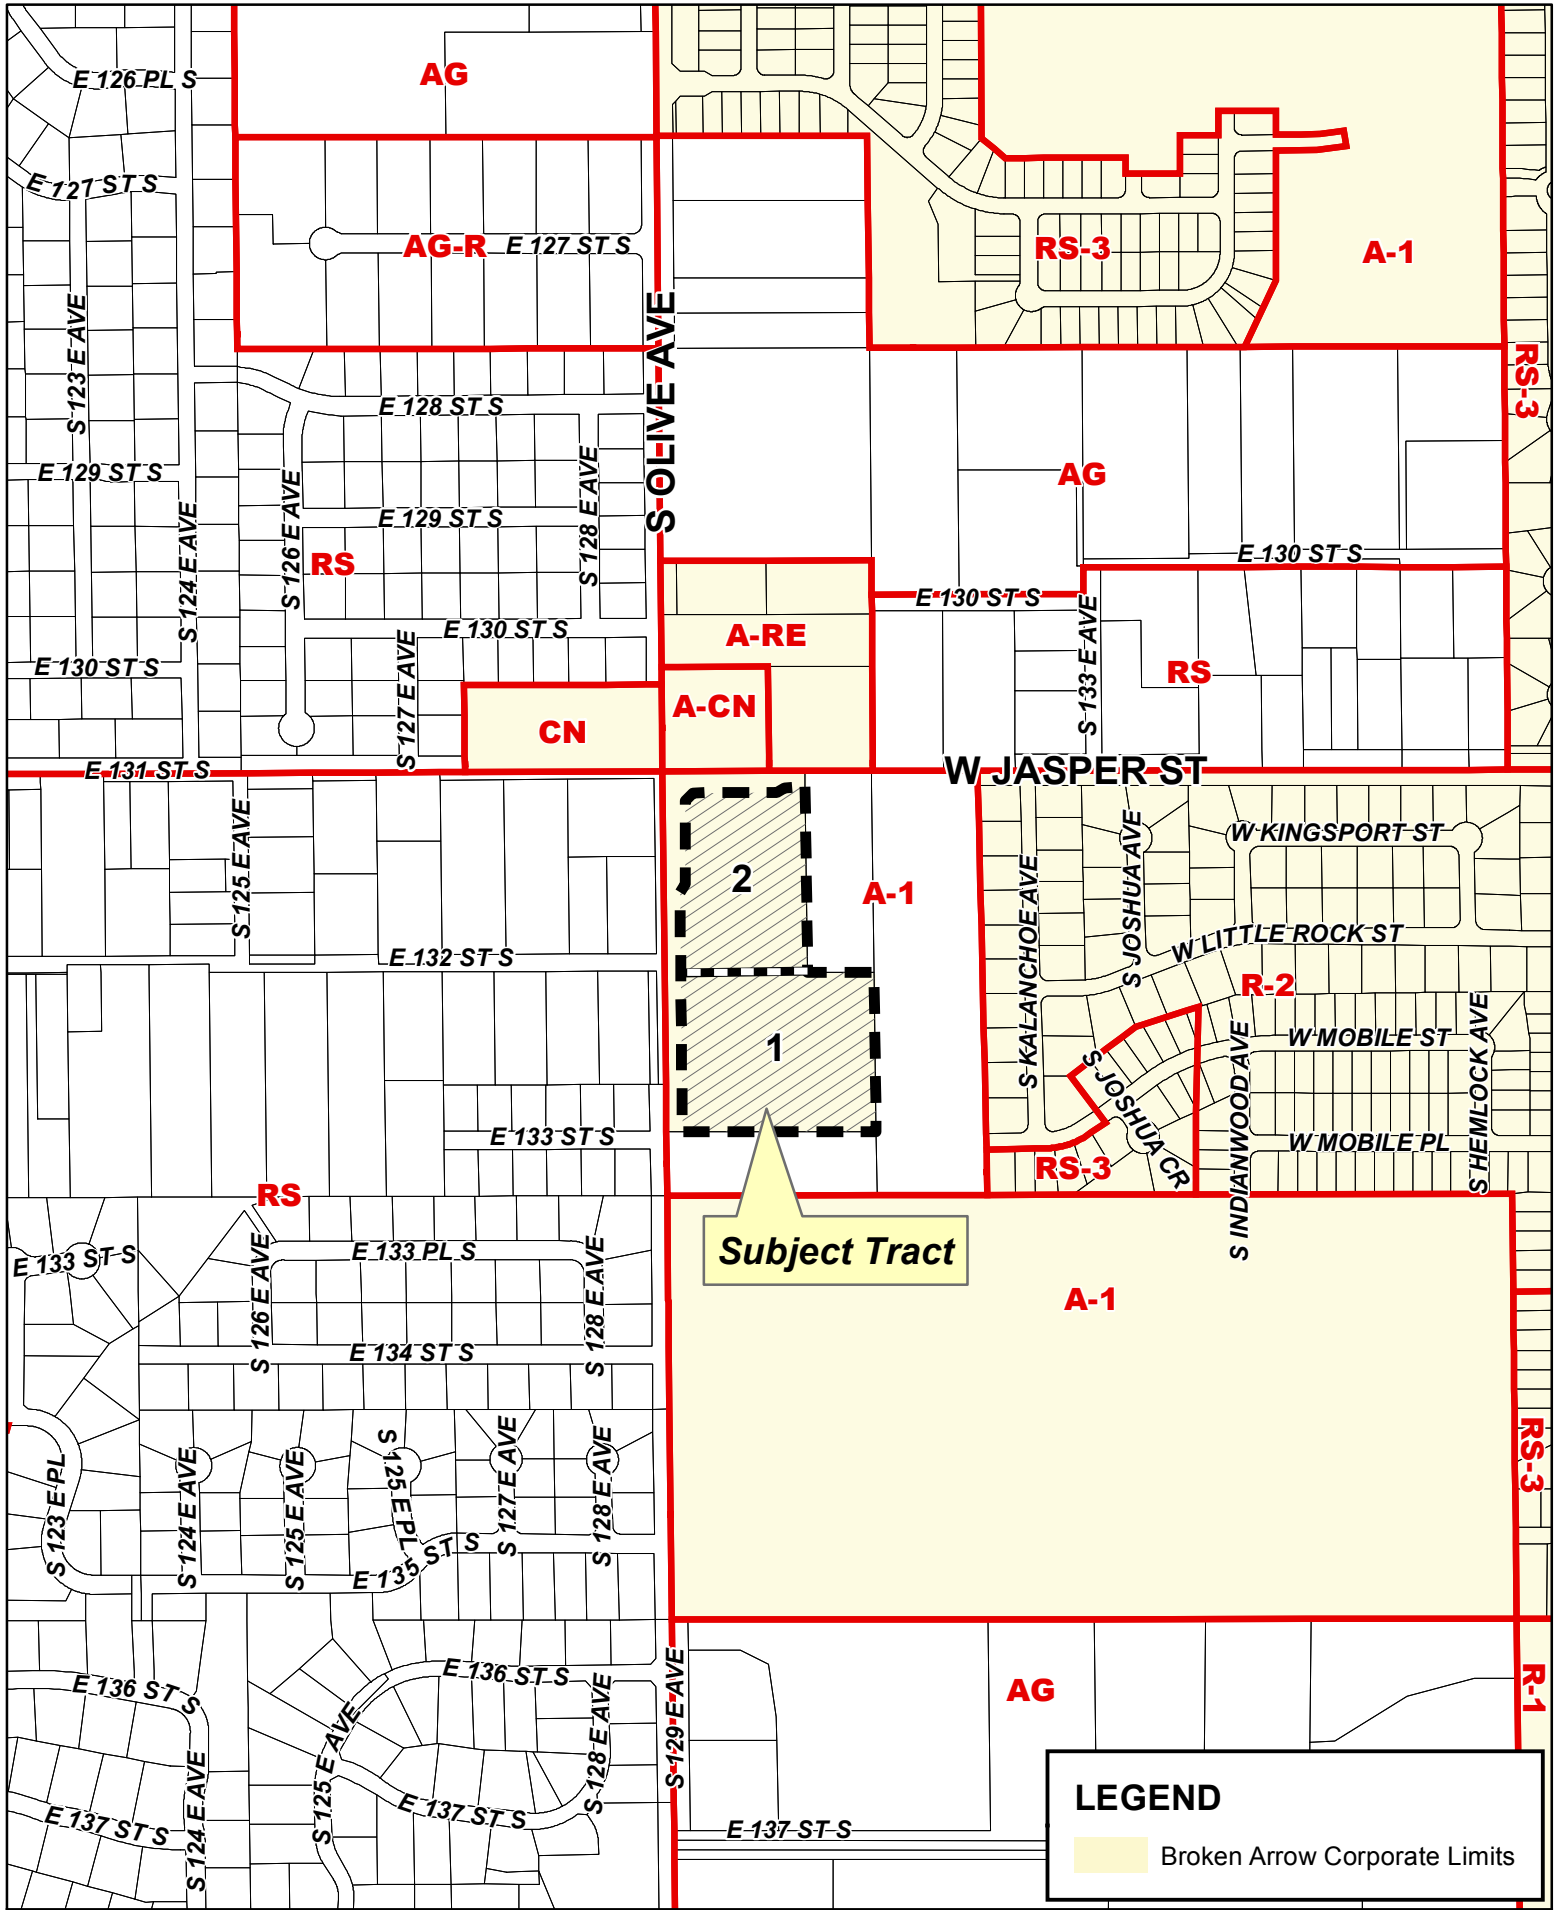 E 126 PL S
AG
E 127 ST S
AG-R
E 127 ST S
RS-3
A-1
S 123 E AVE
S OLIVE AVE
RS-3
E 128 ST S
E 129 ST S
S 124 E AVE
S 126 E AVE
E 129 ST S
S 128 E AVE
RS
AG
E 130 ST S
E 130 ST S
E 130 ST S
A-RE
S 133 E AVE
RS
E 130 ST S
S 127 E AVE
CN
A-CN
E 131 ST S
W JASPER ST
S 125 E AVE
2
A-1
S KALANCHOE AVE
S JOSHUA AVE
W KINGSPORT ST
W LITTLE ROCK ST
E 132 ST S
R-2
1
S JOSHUA CR
S INDIANWOOD AVE
W MOBILE ST
S HEMLOCK AVE
E 133 ST S
W MOBILE PL
RS-3
RS
Subject Tract
E 133 ST S
S 126 E AVE
E 133 PL S
S 128 E AVE
A-1
E 134 ST S
S 123 E PL
S 124 E AVE
S 125 E AVE
S 125 E PL
S 127 E AVE
S 128 E AVE
RS-3
E 135 ST S
E 136 ST S
S 124 E AVE
S 125 E AVE
E 136 ST S
S 128 E AVE
S 129 E AVE
AG
R-1
E 137 ST S
E 137 ST S
E 137 ST S
LEGEND
Broken Arrow Corporate Limits